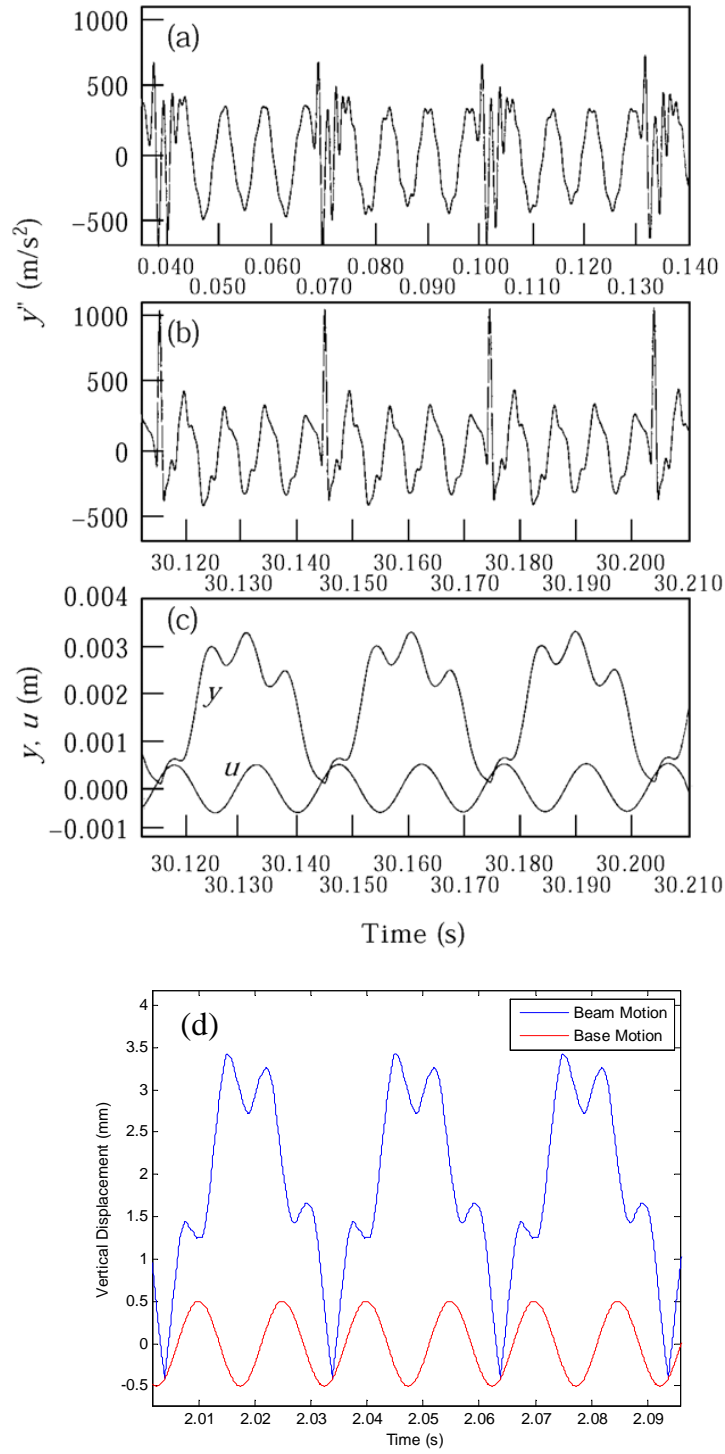 (a)
1000
500
0
−500
0.040 0.060 0.080 0.100 0.120 0.140
0.050 0.070 0.090 0.110 0.130
y" (m/s²)
(b)
1000
500
0
−500
30.120 30.140 30.160 30.180 30.200
30.130 30.150 30.170 30.190 30.210
(c)
0.004
0.003
0.002
0.001
0.000
−0.001
y, u (m)
y
u
30.120 30.140 30.160 30.180 30.200
30.130 30.150 30.170 30.190 30.210
Time (s)
(d)
Beam Motion
Base Motion
4
3.5
3
2.5
2
1.5
1
0.5
0
-0.5
Vertical Displacement (mm)
2.01 2.02 2.03 2.04 2.05 2.06 2.07 2.08 2.09
Time (s)